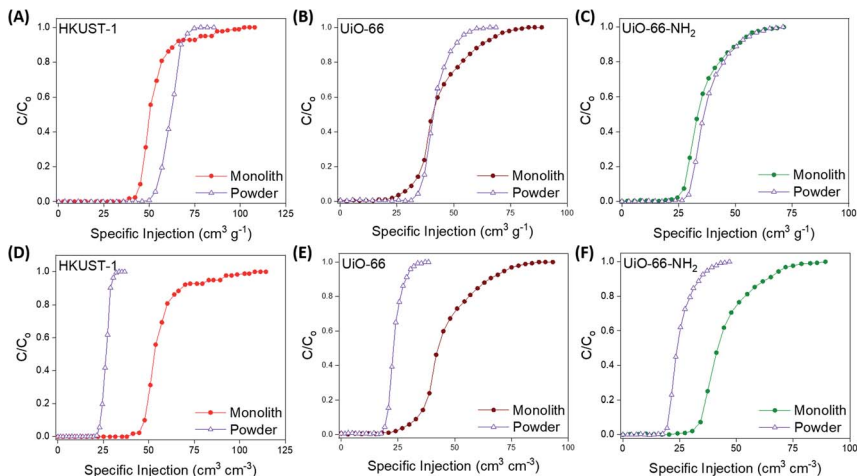 (A) HKUST-1
C/Co
1.0
0.8
0.6
0.4
0.2
0.0
Monolith
Powder
0 25 50 75 100 125
Specific Injection (cm³ g⁻¹)
(B) UiO-66
C/Co
1.0
0.8
0.6
0.4
0.2
0.0
Monolith
Powder
0 25 50 75 100
Specific Injection (cm³ g⁻¹)
(C) UiO-66-NH₂
C/Co
1.0
0.8
0.6
0.4
0.2
0.0
Monolith
Powder
0 25 50 75 100
Specific Injection (cm³ g⁻¹)
(D) HKUST-1
C/Co
1.0
0.8
0.6
0.4
0.2
0.0
Monolith
Powder
0 25 50 75 100 125
Specific Injection (cm³ cm⁻³)
(E) UiO-66
C/Co
1.0
0.8
0.6
0.4
0.2
0.0
Monolith
Powder
0 25 50 75 100
Specific Injection (cm³ cm⁻³)
(F) UiO-66-NH₂
C/Co
1.0
0.8
0.6
0.4
0.2
0.0
Monolith
Powder
0 25 50 75 100
Specific Injection (cm³ cm⁻³)